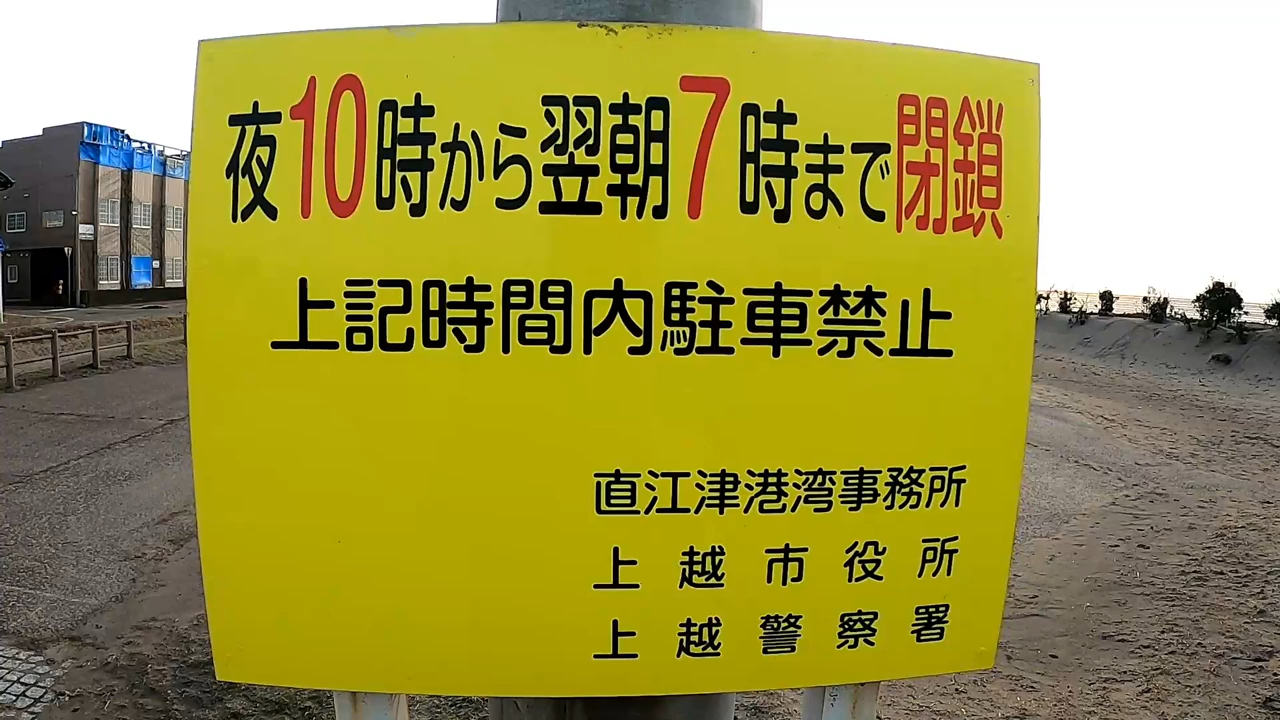 夜10時から翌朝7時まで閉鎖
上記時間内駐車禁止
直江津港湾事務所
上越市役所
上越警察署